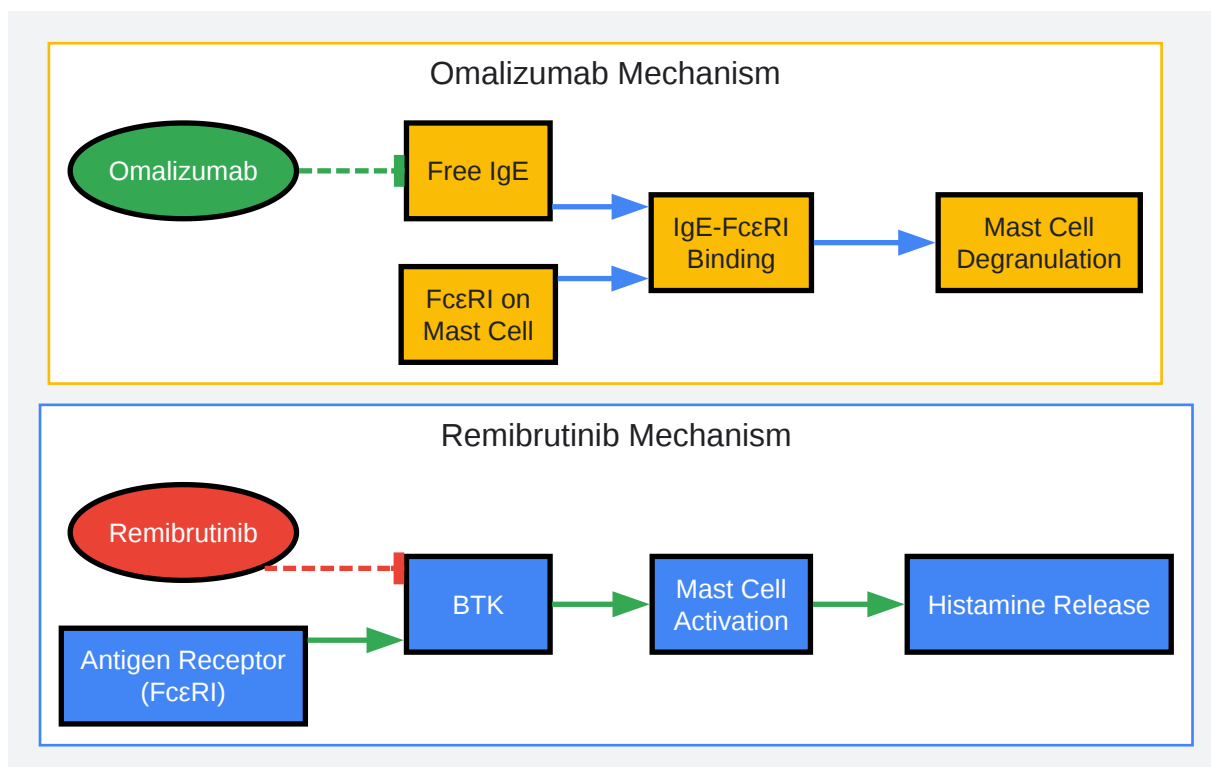 Omalizumab Mechanism
Omalizumab
Free IgE
FcεRI on
Mast Cell
IgE-FcεRI
Binding
Mast Cell
Degranulation
Remibrutinib Mechanism
Remibrutinib
Antigen Receptor
(FcεRI)
BTK
Mast Cell
Activation
Histamine Release